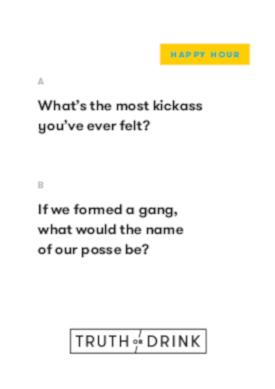 HAPPY HOUR
A
What's the most kickass
you've ever felt?
B
If we formed a gang,
what would the name
of our posse be?
TRUTH OR DRINK